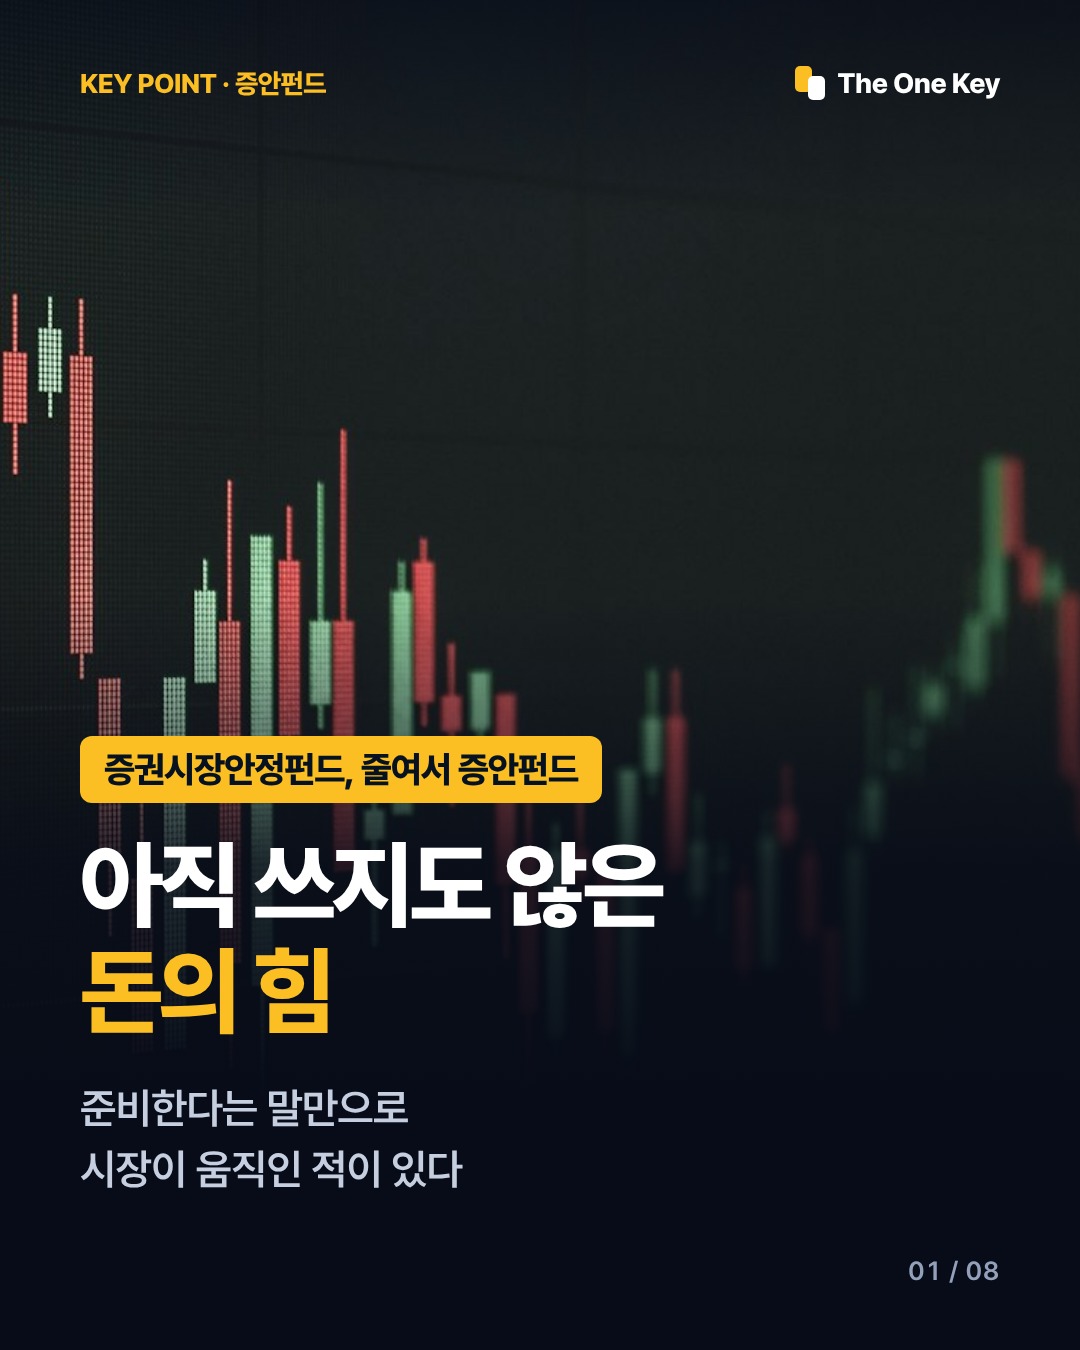 KEY POINT · 증안펀드
The One Key
증권시장안정펀드, 줄여서 증안펀드
아직 쓰지도 않은
돈의 힘
준비한다는 말만으로
시장이 움직인 적이 있다
01 / 08